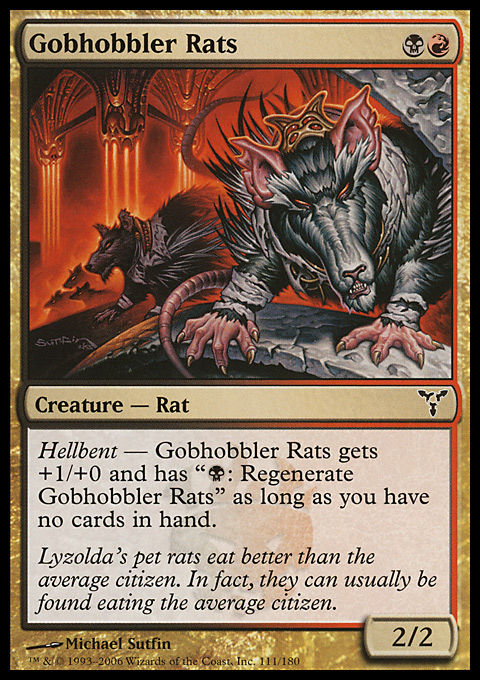 Gobhobbler Rats
Sutfin
Creature — Rat
Hellbent — Gobhobbler Rats gets
+1/+0 and has “: Regenerate
Gobhobbler Rats” as long as you have
no cards in hand.
Lyzolda’s pet rats eat better than the
average citizen. In fact, they can usually be
found eating the average citizen.
Michael Sutfin
2/2
™ & © 1993–2006 Wizards of the Coast, Inc. 111/180